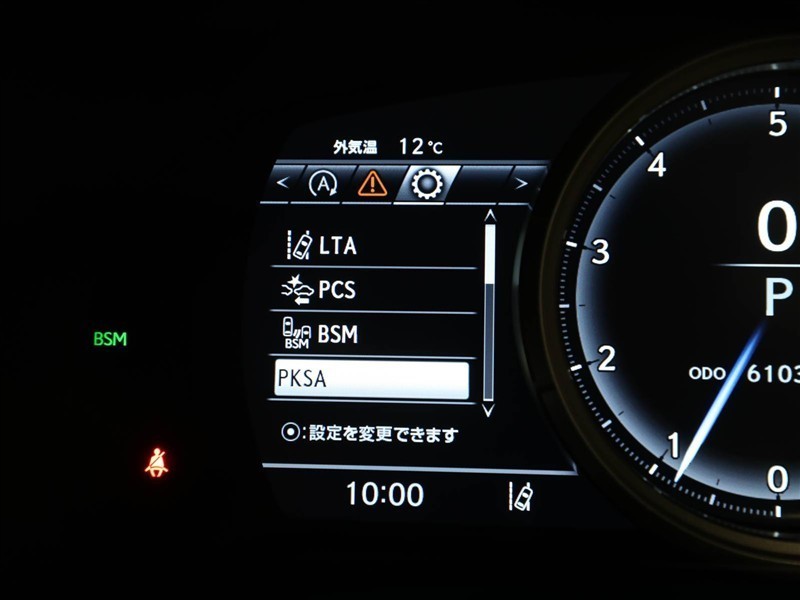 外気温 12℃
< A >
LTA
PCS
BSM BSM
PKSA
⦿:設定を変更できます
10:00
BSM
5
4
3
2
1
0
0
P
ODO 6103